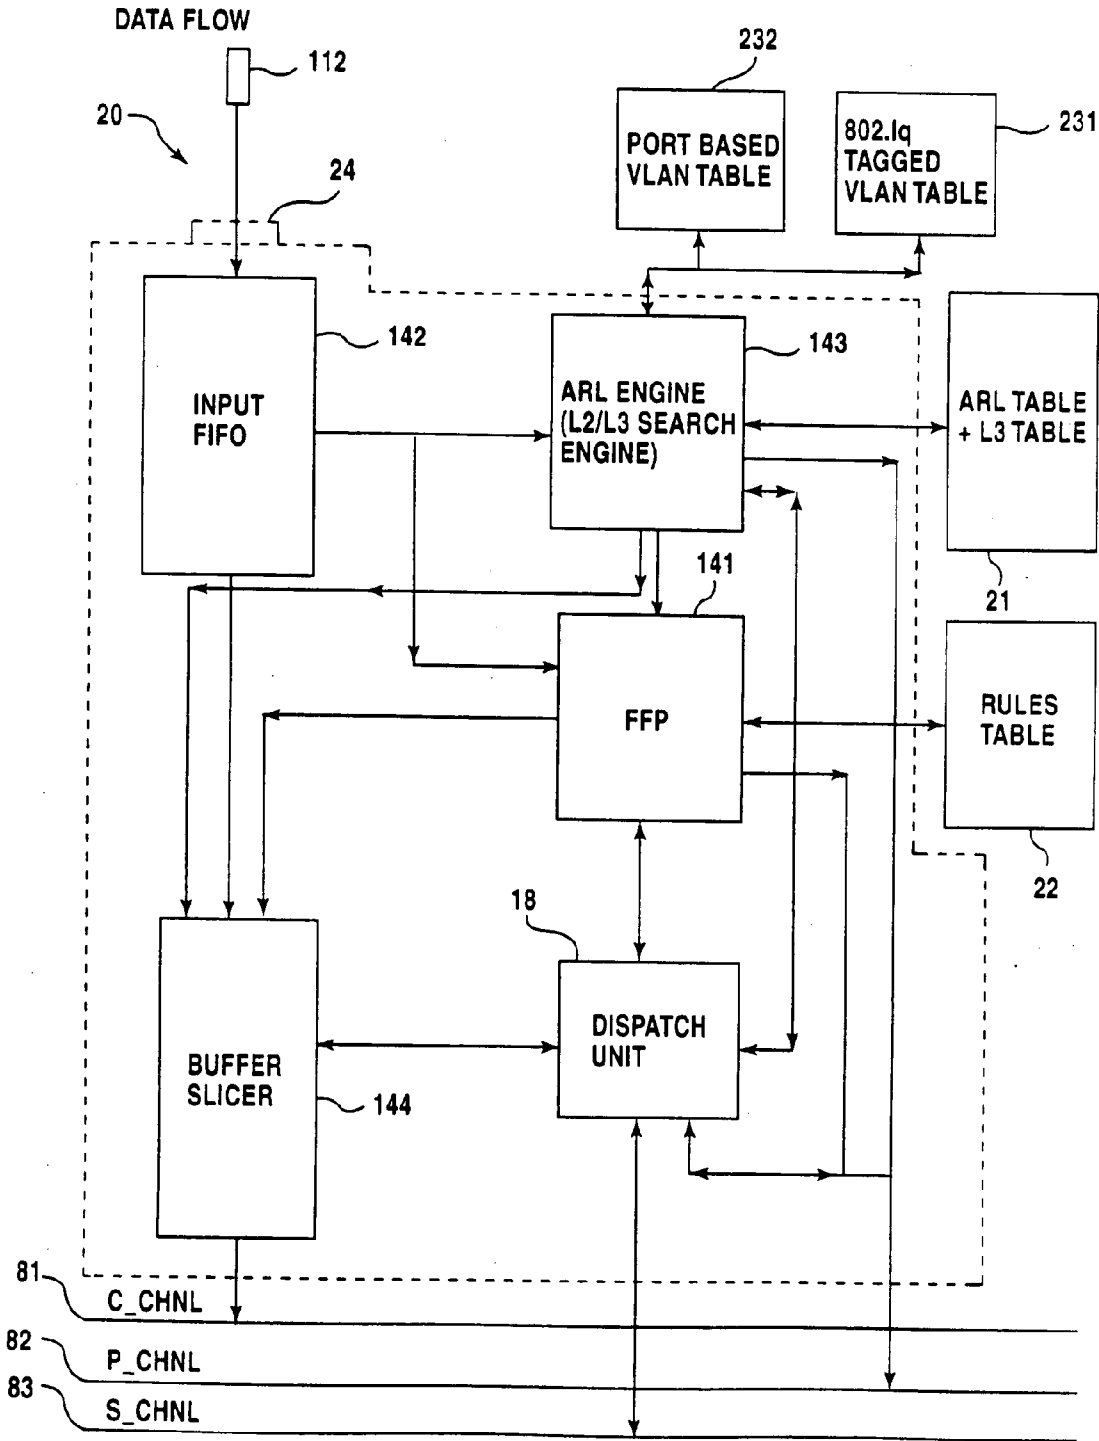 DATA FLOW
112
20
24
232
PORT BASED
VLAN TABLE
231
802.1q
TAGGED
VLAN TABLE
142
INPUT
FIFO
143
ARL ENGINE
(L2/L3 SEARCH
ENGINE)
ARL TABLE
+ L3 TABLE
21
141
FFP
RULES
TABLE
22
18
DISPATCH
UNIT
BUFFER
SLICER
144
81
C_CHNL
82
P_CHNL
83
S_CHNL